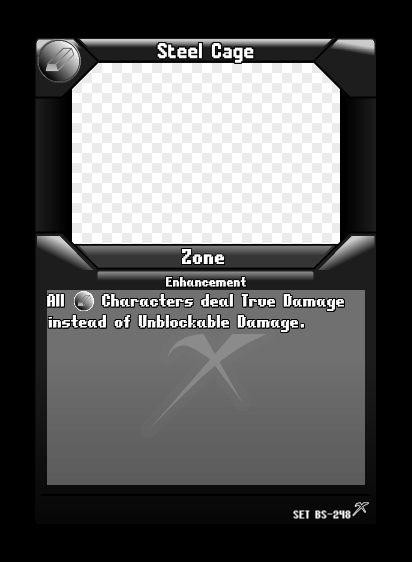 Steel Cage
Zone
Enhancement
All Characters deal True Damage
instead of Unblockable Damage.
SET BS-248